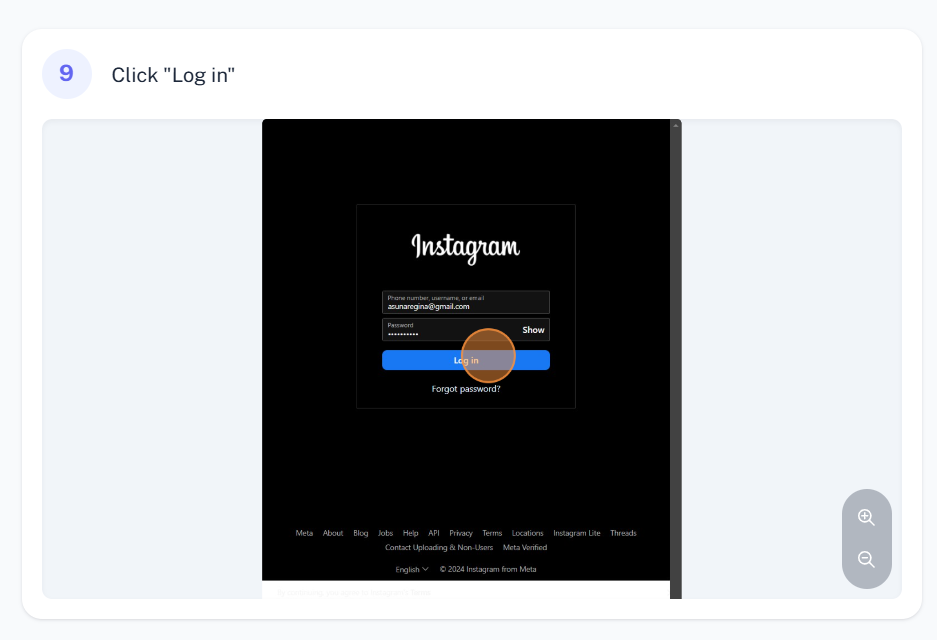 9
Click "Log in"
Instagram
Phone number, username, or email
asunaregina@gmail.com
Password
••••••••••
Show
Log in
Forgot password?
Meta About Blog Jobs Help API Privacy Terms Locations Instagram Lite Threads
Contact Uploading & Non-Users Meta Verified
English © 2024 Instagram from Meta